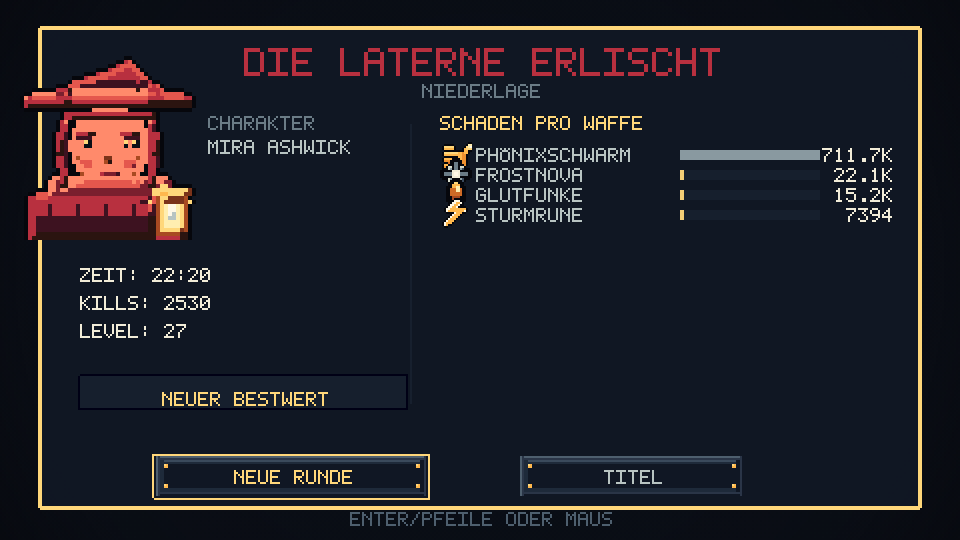 DIE LATERNE ERLISCHT
NIEDERLAGE
CHARAKTER
MIRA ASHWICK
ZEIT: 22:20
KILLS: 2530
LEVEL: 27
NEUER BESTWERT
SCHADEN PRO WAFFE
PHÖNIXSCHWARM 711.7K
FROSTNOVA 22.1K
GLUTFUNKE 15.2K
STURMRUNE 7394
NEUE RUNDE
TITEL
ENTER/PFEILE ODER MAUS